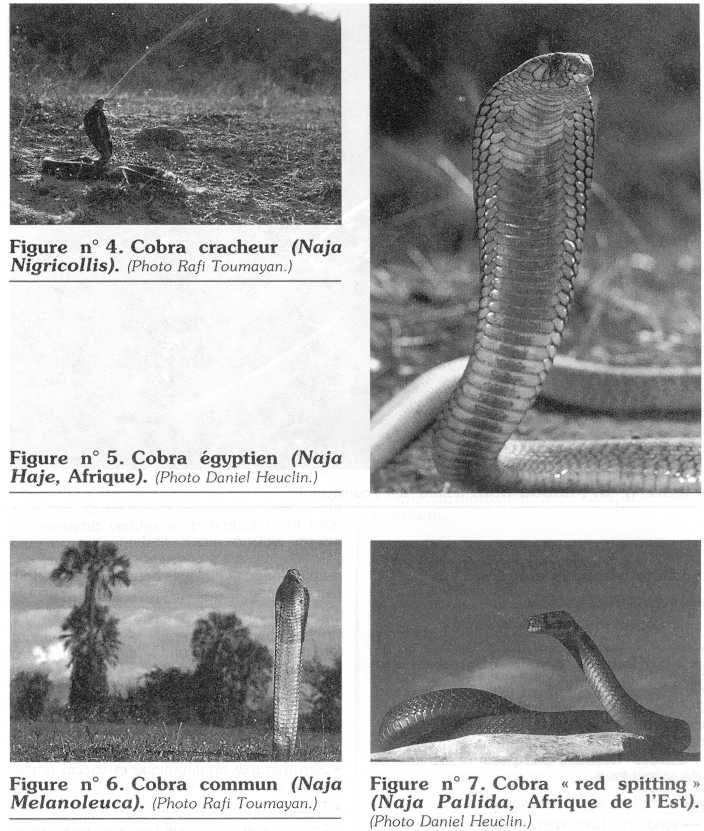 Figure n° 4. Cobra cracheur (Naja
Nigricollis). (Photo Rafi Toumayan.)
Figure n° 5. Cobra égyptien (Naja
Haje, Afrique). (Photo Daniel Heuclin.)
Figure n° 6. Cobra commun (Naja
Melanoleuca). (Photo Rafi Toumayan.)
Figure n° 7. Cobra « red spitting »
(Naja Pallida, Afrique de l'Est).
(Photo Daniel Heuclin.)